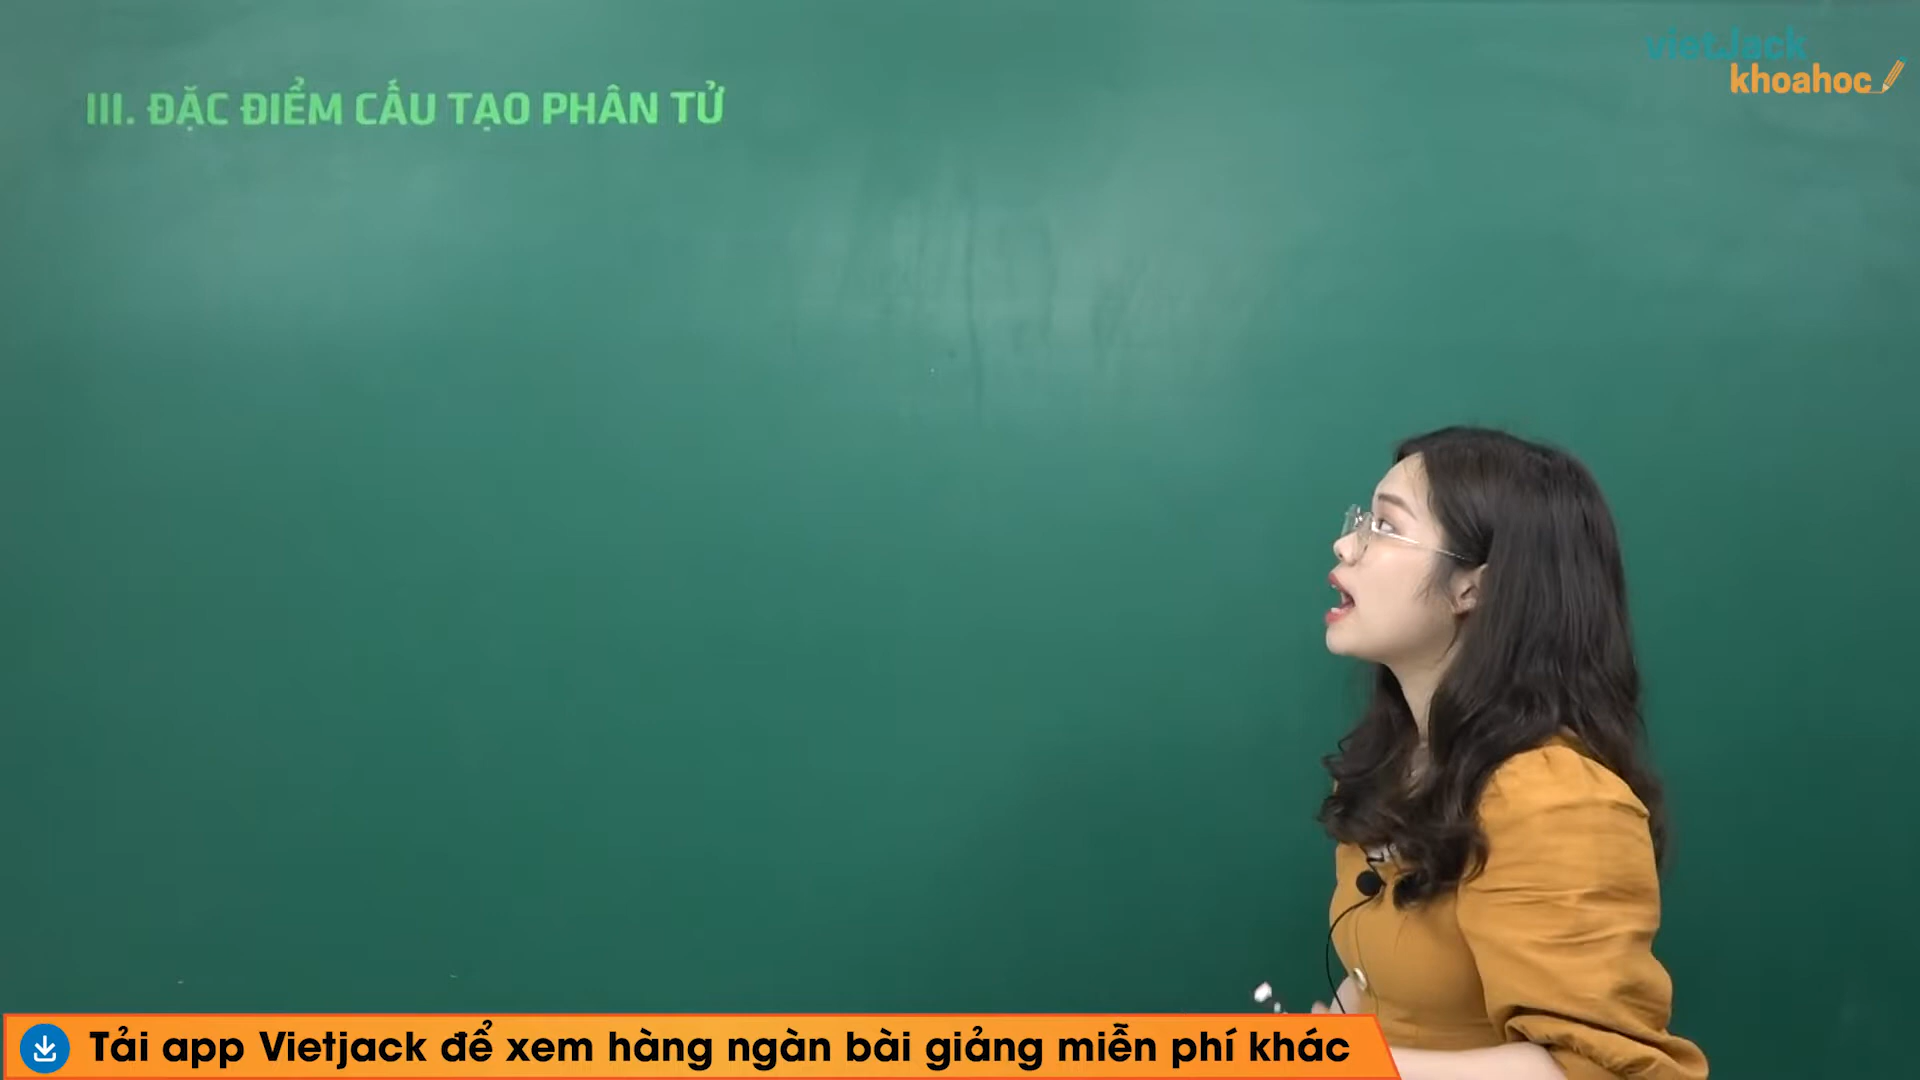 vietJack
khoahoc
III. ĐẶC ĐIỂM CẤU TẠO PHÂN TỬ
Tải app Vietjack để xem hàng ngàn bài giảng miễn phí khác